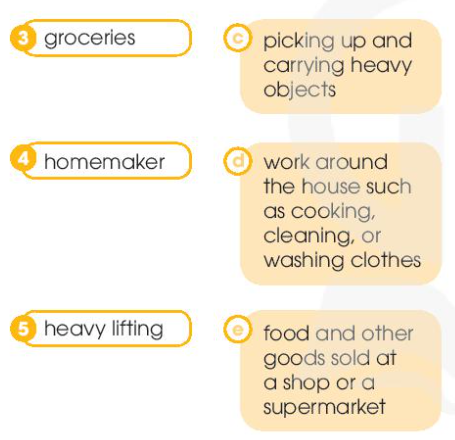 3 groceries
c picking up and
carrying heavy
objects
4 homemaker
d work around
the house such
as cooking,
cleaning, or
washing clothes
5 heavy lifting
e food and other
goods sold at
a shop or a
supermarket